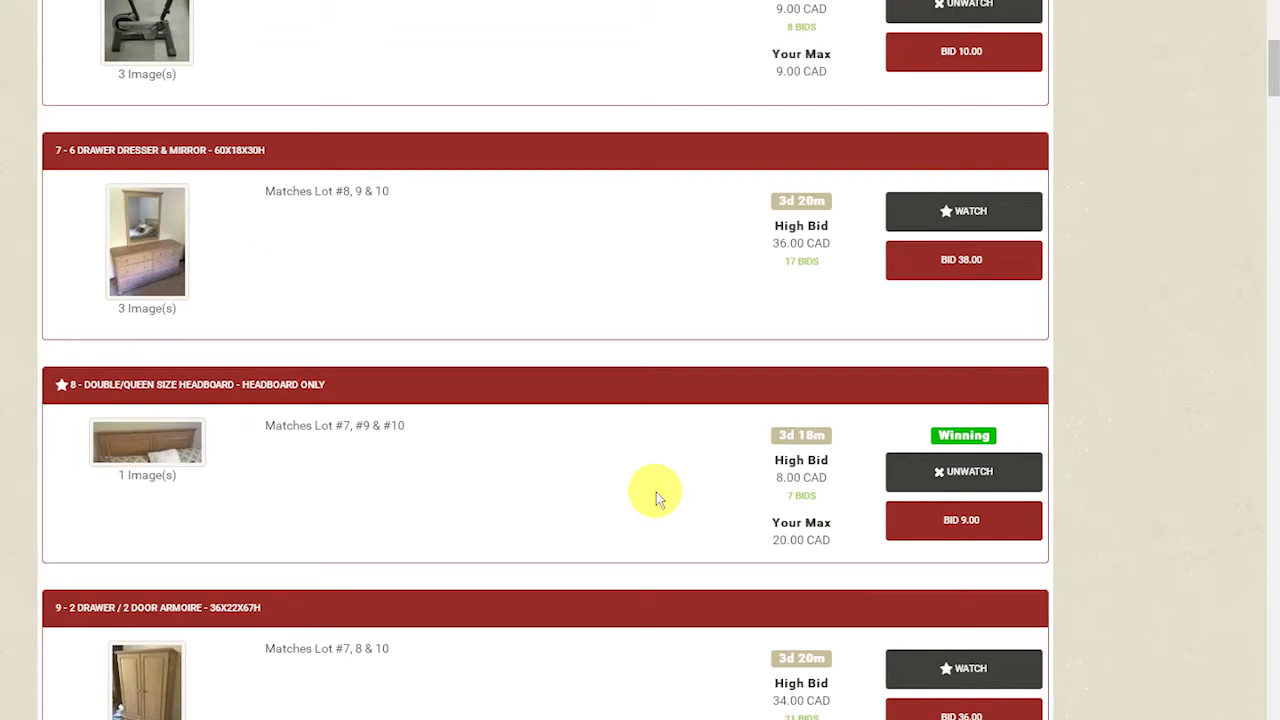 9.00 CAD
8 BIDS
Your Max
9.00 CAD
UNWATCH
BID 10.00
3 Image(s)
7 - 6 DRAWER DRESSER & MIRROR - 60X18X30H
Matches Lot #8, 9 & 10
3 Image(s)
3d 20m
High Bid
36.00 CAD
17 BIDS
WATCH
BID 38.00
8 - DOUBLE/QUEEN SIZE HEADBOARD - HEADBOARD ONLY
Matches Lot #7, #9 & #10
1 Image(s)
3d 18m
High Bid
8.00 CAD
7 BIDS
Your Max
20.00 CAD
Winning
UNWATCH
BID 9.00
9 - 2 DRAWER / 2 DOOR ARMOIRE - 36X22X67H
Matches Lot #7, 8 & 10
3d 20m
High Bid
34.00 CAD
21 BIDS
WATCH
BID 36.00